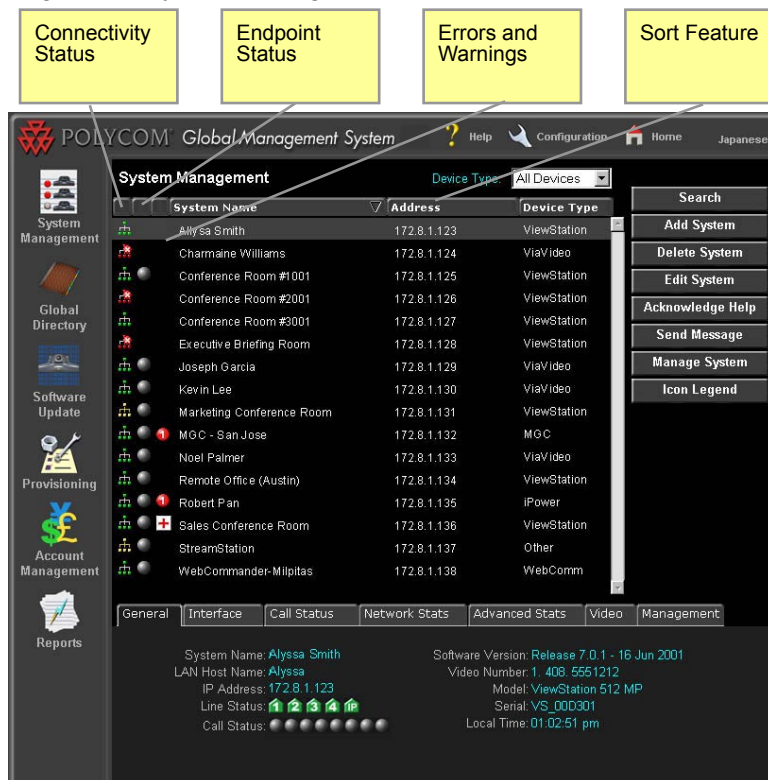 Connectivity Status
Endpoint Status
Errors and Warnings
Sort Feature
POLYCOM Global Management System
? Help
Configuration
Home
Japanese
System Management
Device Type: All Devices
System Name Address Device Type
Allysa Smith 172.8.1.123 ViewStation
Charmaine Williams 172.8.1.124 ViaVideo
Conference Room #1001 172.8.1.125 ViewStation
Conference Room #2001 172.8.1.126 ViewStation
Conference Room #3001 172.8.1.127 ViewStation
Executive Briefing Room 172.8.1.128 ViewStation
Joseph Garcia 172.8.1.129 ViaVideo
Kevin Lee 172.8.1.130 ViaVideo
Marketing Conference Room 172.8.1.131 ViewStation
1 MGC - San Jose 172.8.1.132 MGC
Noel Palmer 172.8.1.133 ViaVideo
Remote Office (Austin) 172.8.1.134 ViewStation
1 Robert Pan 172.8.1.135 iPower
Sales Conference Room 172.8.1.136 ViewStation
StreamStation 172.8.1.137 Other
WebCommander-Milpitas 172.8.1.138 WebComm
System Management
Global Directory
Software Update
Provisioning
Account Management
Reports
Search
Add System
Delete System
Edit System
Acknowledge Help
Send Message
Manage System
Icon Legend
General Interface Call Status Network Stats Advanced Stats Video Management
System Name: Alyssa Smith
LAN Host Name: Alyssa
IP Address: 172.8.1.123
Line Status: 1 2 3 4 IP
Call Status:
Software Version: Release 7.0.1 - 16 Jun 2001
Video Number: 1. 408. 5551212
Model: ViewStation 512 MP
Serial: VS_00D301
Local Time: 01:02:51 pm